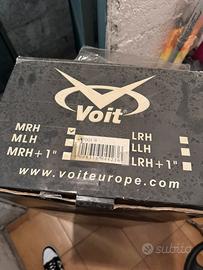 Voit
MRH LRH
MLH LLH
MRH+1" LRH+1"
www.voiteurope.com
subito